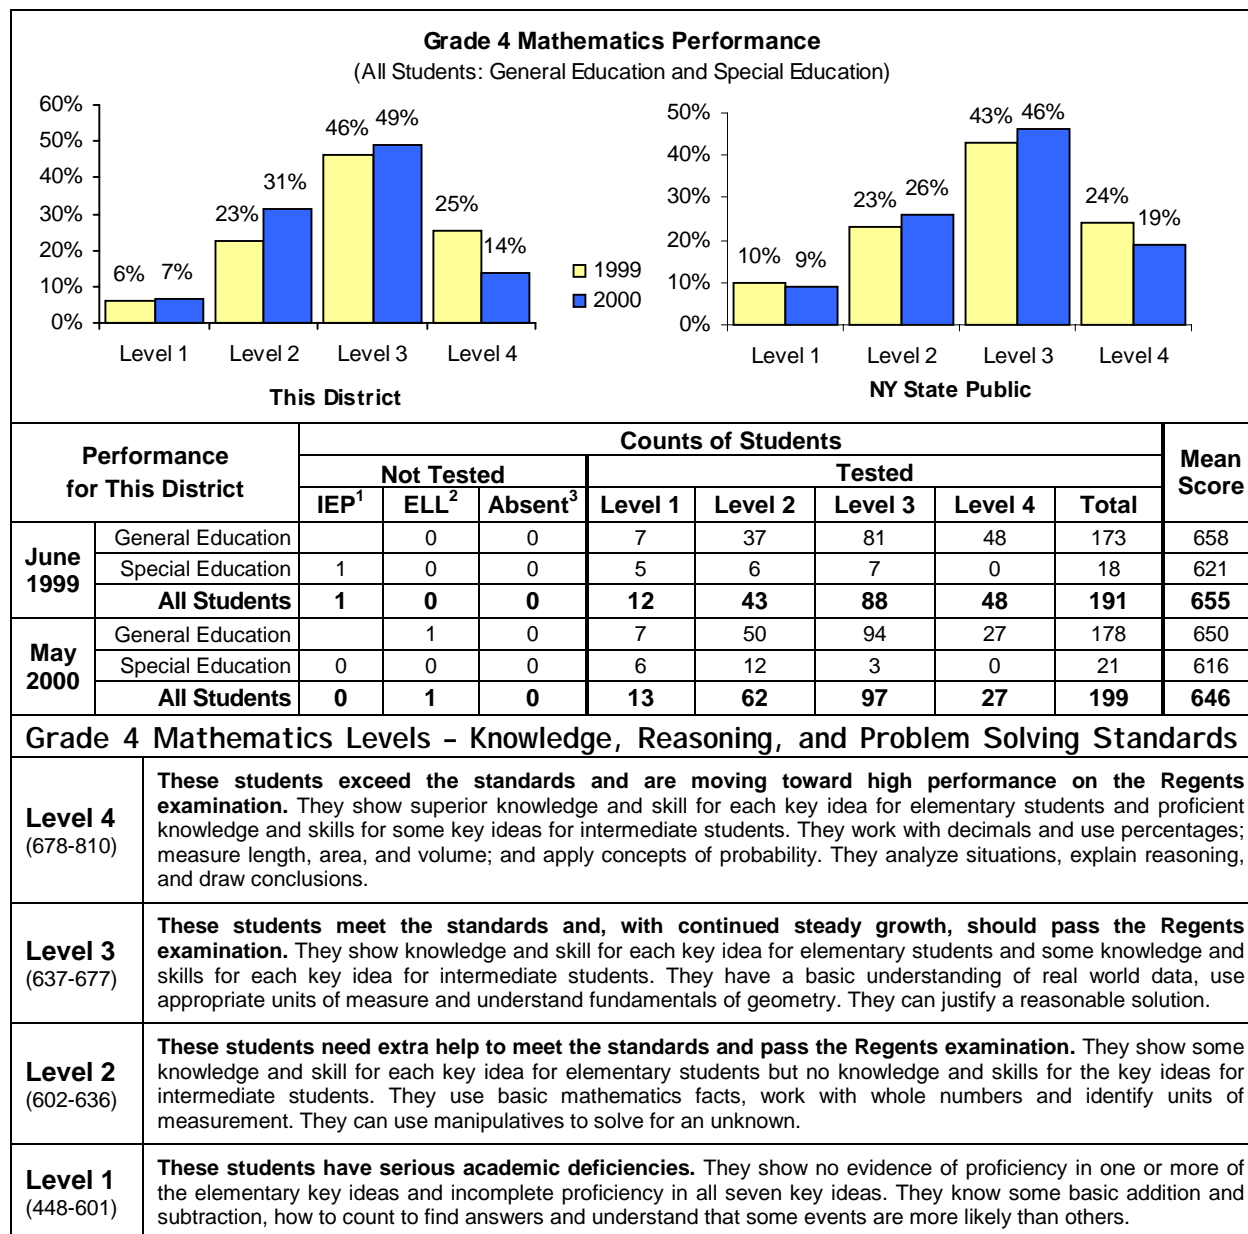 Grade 4 Mathematics Performance
(All Students: General Education and Special Education)
60%
50%
40%
30%
20%
10%
0%
6%
7%
23%
31%
46%
49%
25%
14%
Level 1
Level 2
Level 3
Level 4
This District
1999
2000
50%
40%
30%
20%
10%
0%
10%
9%
23%
26%
43%
46%
24%
19%
Level 1
Level 2
Level 3
Level 4
NY State Public
Performance
for This District
Counts of Students
Mean
Score
Not Tested
Tested
IEP1 ELL2 Absent3 Level 1 Level 2 Level 3 Level 4 Total
June
1999
General Education 0 0 7 37 81 48 173 658
Special Education 1 0 0 5 6 7 0 18 621
All Students 1 0 0 12 43 88 48 191 655
May
2000
General Education 1 0 7 50 94 27 178 650
Special Education 0 0 0 6 12 3 0 21 616
All Students 0 1 0 13 62 97 27 199 646
Grade 4 Mathematics Levels – Knowledge, Reasoning, and Problem Solving Standards
Level 4
(678-810)
These students exceed the standards and are moving toward high performance on the Regents
examination. They show superior knowledge and skill for each key idea for elementary students and proficient
knowledge and skills for some key ideas for intermediate students. They work with decimals and use percentages;
measure length, area, and volume; and apply concepts of probability. They analyze situations, explain reasoning,
and draw conclusions.
Level 3
(637-677)
These students meet the standards and, with continued steady growth, should pass the Regents
examination. They show knowledge and skill for each key idea for elementary students and some knowledge and
skills for each key idea for intermediate students. They have a basic understanding of real world data, use
appropriate units of measure and understand fundamentals of geometry. They can justify a reasonable solution.
Level 2
(602-636)
These students need extra help to meet the standards and pass the Regents examination. They show some
knowledge and skill for each key idea for elementary students but no knowledge and skills for the key ideas for
intermediate students. They use basic mathematics facts, work with whole numbers and identify units of
measurement. They can use manipulatives to solve for an unknown.
Level 1
(448-601)
These students have serious academic deficiencies. They show no evidence of proficiency in one or more of
the elementary key ideas and incomplete proficiency in all seven key ideas. They know some basic addition and
subtraction, how to count to find answers and understand that some events are more likely than others.